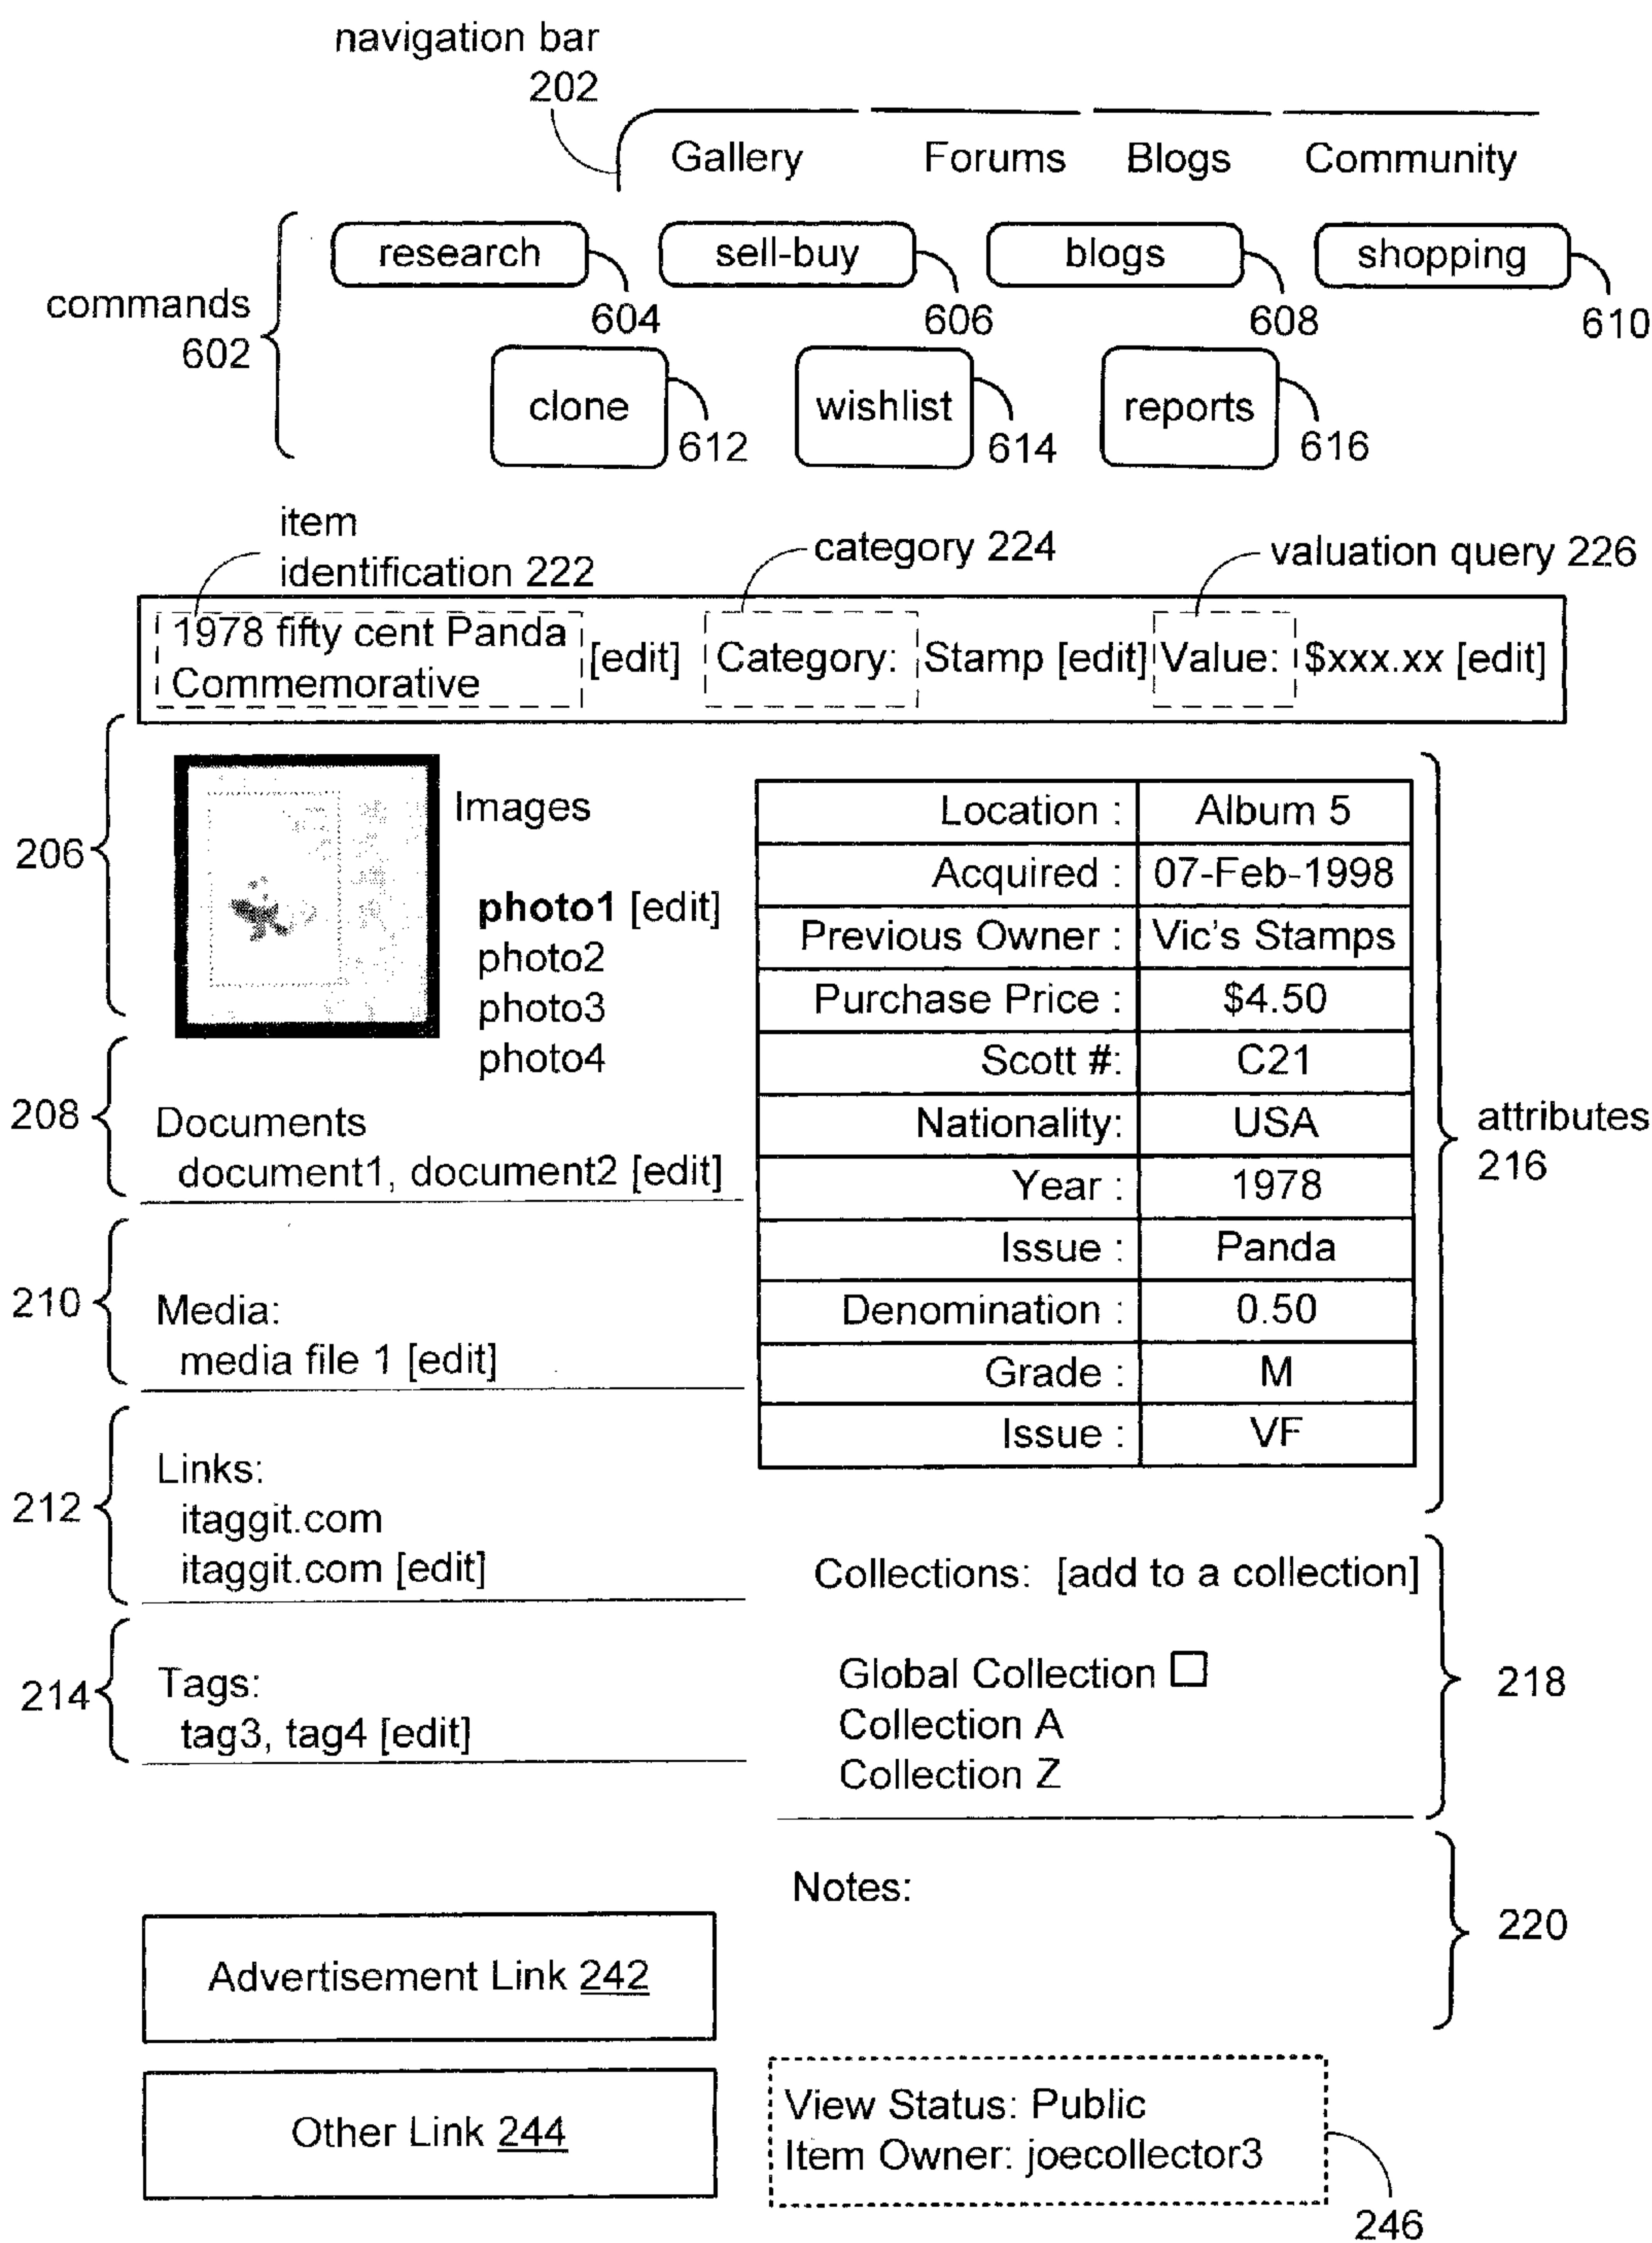 navigation bar
202
Gallery Forums Blogs Community
research sell-buy blogs shopping
commands
602
604 606 608 610
clone wishlist reports
612 614 616
item
identification 222
category 224
valuation query 226
1978 fifty cent Panda
Commemorative
[edit] Category: Stamp [edit] Value: $xxx.xx [edit]
206
Images
photo1 [edit]
photo2
photo3
photo4
208
Documents
document1, document2 [edit]
210
Media:
media file 1 [edit]
212
Links:
itaggit.com
itaggit.com [edit]
214
Tags:
tag3, tag4 [edit]
Location : Album 5
Acquired : 07-Feb-1998
Previous Owner : Vic's Stamps
Purchase Price : $4.50
Scott #: C21
Nationality: USA
Year : 1978
Issue : Panda
Denomination : 0.50
Grade : M
Issue : VF
attributes
216
Collections: [add to a collection]
Global Collection
Collection A
Collection Z
218
Notes:
220
Advertisement Link 242
Other Link 244
View Status: Public
Item Owner: joecollector3
246